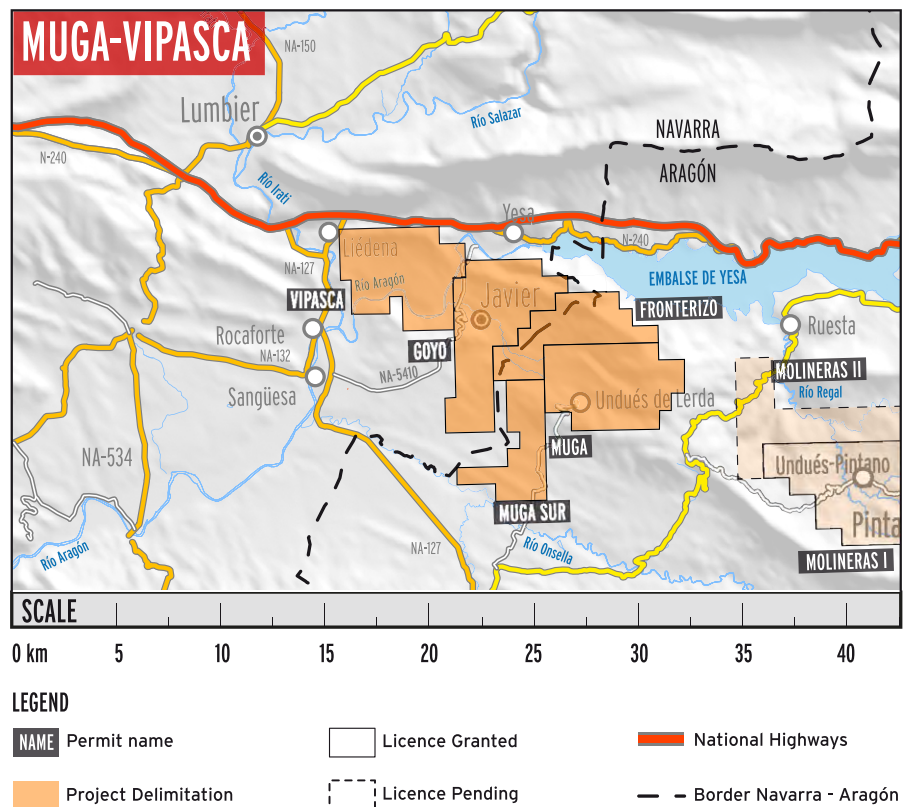 MUGA-VIPASCA
NA-150
Lumbier
Río Salazar
NAVARRA
N-240
ARAGÓN
Río Irati
Yesa
Liédena
N-240
NA-127
EMBALSE DE YESA
Río Aragón
VIPASCA
Javier
FRONTERIZO
Rocaforte
Ruesta
GOYO
NA-132
NA-5410
MOLINERAS II
Sangüesa
Río Regal
Undués de Lerda
MUGA
NA-534
Undués-Pintano
MUGA SUR
Pinta
Río Aragón
NA-127
Río Onsella
MOLINERAS I
SCALE
0 km 5 10 15 20 25 30 35 40
LEGEND
NAME Permit name
Licence Granted
National Highways
Project Delimitation
Licence Pending
Border Navarra - Aragón